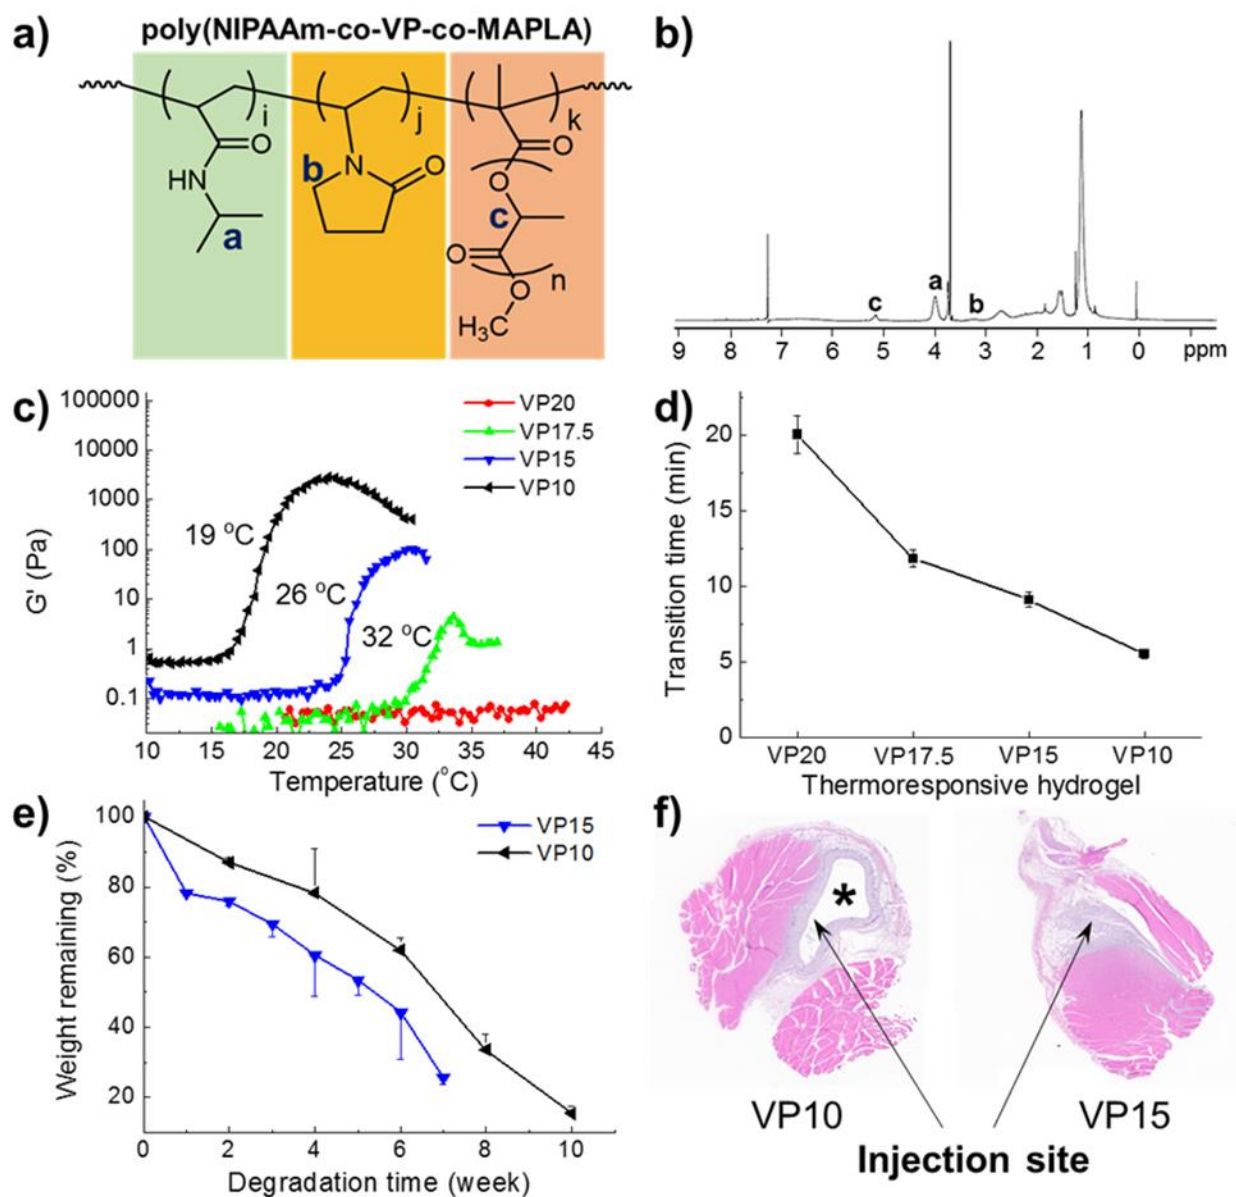 a)
poly(NIPAAm-co-VP-co-MAPLA)
i
j
k
O
HN
a
b
N
O
O
O
c
O
n
O
H₃C
b)
c
a
b
9 8 7 6 5 4 3 2 1 0 ppm
c)
VP20
VP17.5
VP15
VP10
100000
10000
1000
100
10
1
0.1
G' (Pa)
19 °C
26 °C
32 °C
10 15 20 25 30 35 40 45
Temperature (°C)
d)
20
15
10
5
0
Transition time (min)
VP20 VP17.5 VP15 VP10
Thermoresponsive hydrogel
e)
VP15
VP10
100
80
60
40
20
Weight remaining (%)
0 2 4 6 8 10
Degradation time (week)
f)
*
VP10 VP15
Injection site